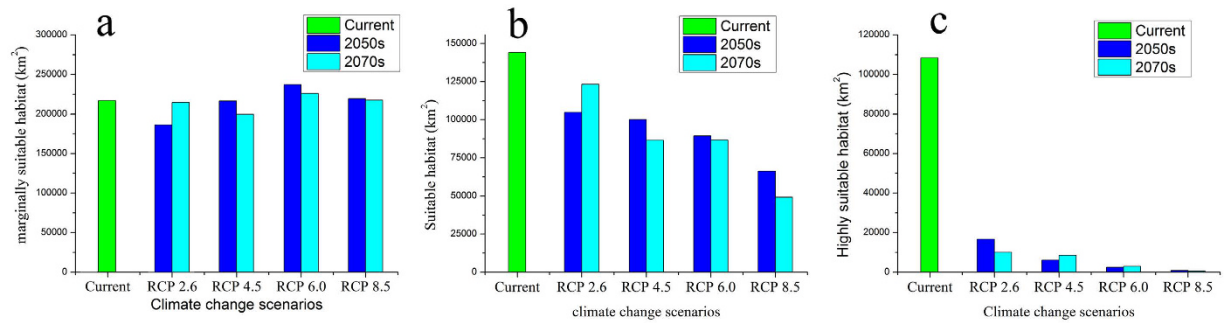 a
Current
2050s
2070s
marginally suitable habitat (km²)
300000
250000
200000
150000
100000
50000
0
Current RCP 2.6 RCP 4.5 RCP 6.0 RCP 8.5
Climate change scenarios
b
Current
2050s
2070s
Suitable habitat (km²)
150000
125000
100000
75000
50000
25000
0
Current RCP 2.6 RCP 4.5 RCP 6.0 RCP 8.5
climate change scenarios
c
Current
2050s
2070s
Highly suitable habitat (km²)
120000
100000
80000
60000
40000
20000
0
Current RCP 2.6 RCP 4.5 RCP 6.0 RCP 8.5
Climate change scenarios